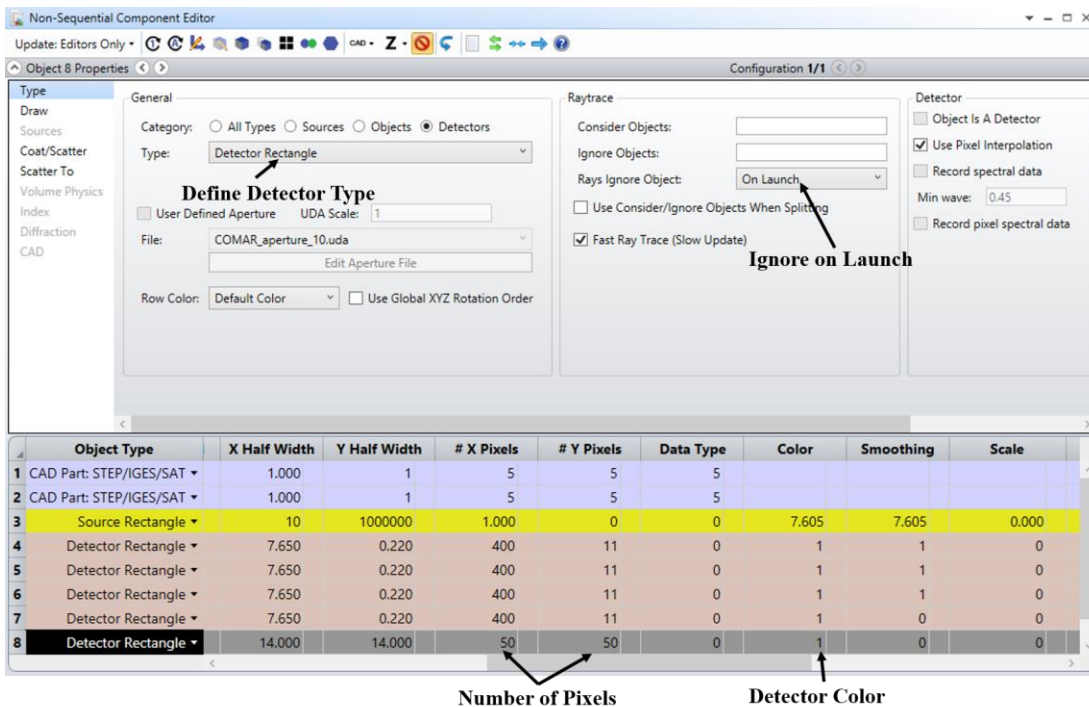 Non-Sequential Component Editor
Update: Editors Only CAD Z
Object 8 Properties Configuration 1/1
Type
Draw
Sources
Coat/Scatter
Scatter To
Volume Physics
Index
Diffraction
CAD
General
Category: All Types Sources Objects Detectors
Type: Detector Rectangle
Define Detector Type
User Defined Aperture UDA Scale: 1
File: COMAR_aperture_10.uda
Edit Aperture File
Row Color: Default Color Use Global XYZ Rotation Order
Raytrace
Consider Objects:
Ignore Objects:
Rays Ignore Object: On Launch
Use Consider/Ignore Objects When Splitting
Fast Ray Trace (Slow Update)
Ignore on Launch
Detector
Object Is A Detector
Use Pixel Interpolation
Record spectral data
Min wave: 0.45
Record pixel spectral data
Object Type X Half Width Y Half Width # X Pixels # Y Pixels Data Type Color Smoothing Scale
1 CAD Part: STEP/IGES/SAT 1.000 1 5 5 5
2 CAD Part: STEP/IGES/SAT 1.000 1 5 5 5
3 Source Rectangle 10 1000000 1.000 0 0 7.605 7.605 0.000
4 Detector Rectangle 7.650 0.220 400 11 0 1 1 0
5 Detector Rectangle 7.650 0.220 400 11 0 1 1 0
6 Detector Rectangle 7.650 0.220 400 11 0 1 1 0
7 Detector Rectangle 7.650 0.220 400 11 0 1 0 0
8 Detector Rectangle 14.000 14.000 50 50 0 1 0 0
Number of Pixels Detector Color